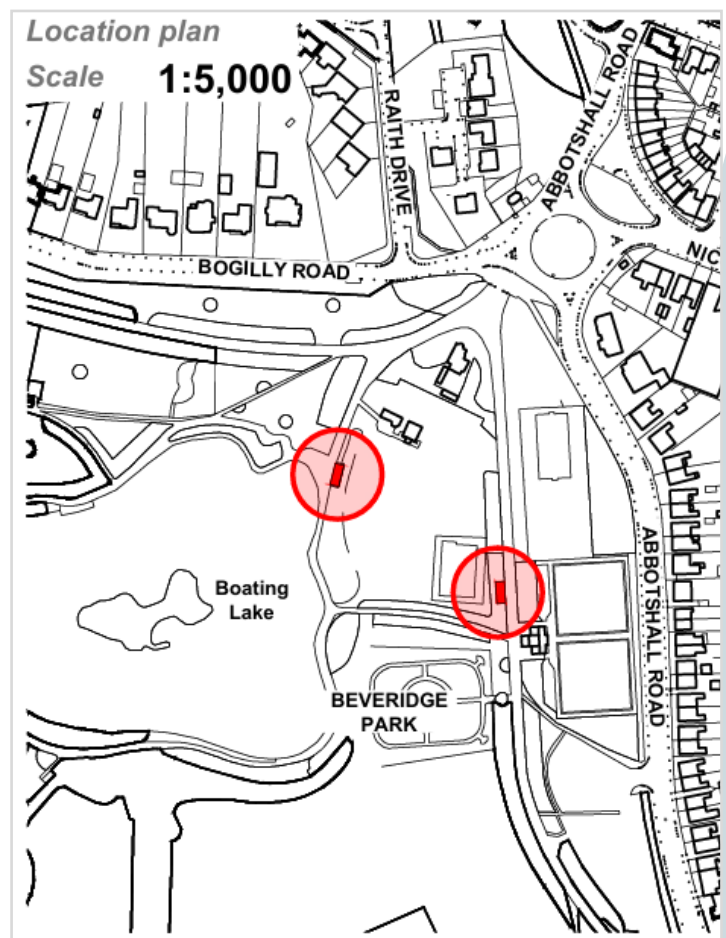 Location plan
Scale 1:5,000
ABBOTSHALL ROAD
RAITH DRIVE
BOGILLY ROAD
NIC
Boating
Lake
ABBOTSHALL ROAD
BEVERIDGE
PARK